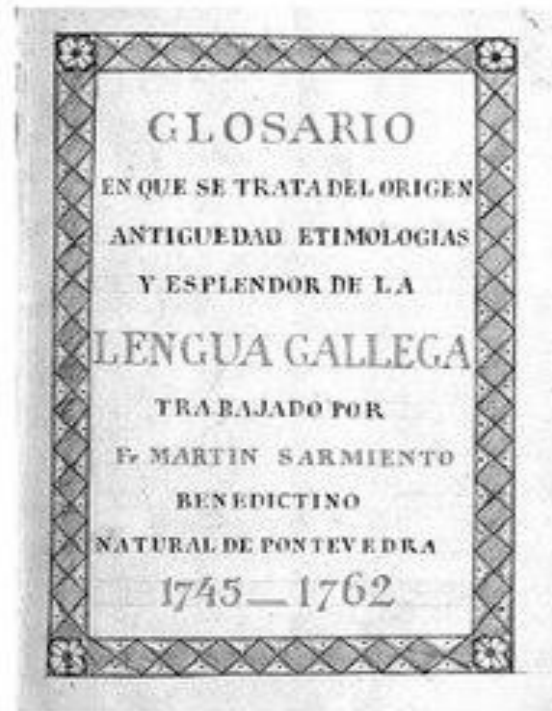 GLOSARIO
EN QUE SE TRATA DEL ORIGEN
ANTIGUEDAD ETIMOLOGIAS
Y ESPLENDOR DE LA
LENGUA GALLEGA
TRABAJADO POR
Fr MARTIN SARMIENTO
BENEDICTINO
NATURAL DE PONTEVEDRA
1745—1762